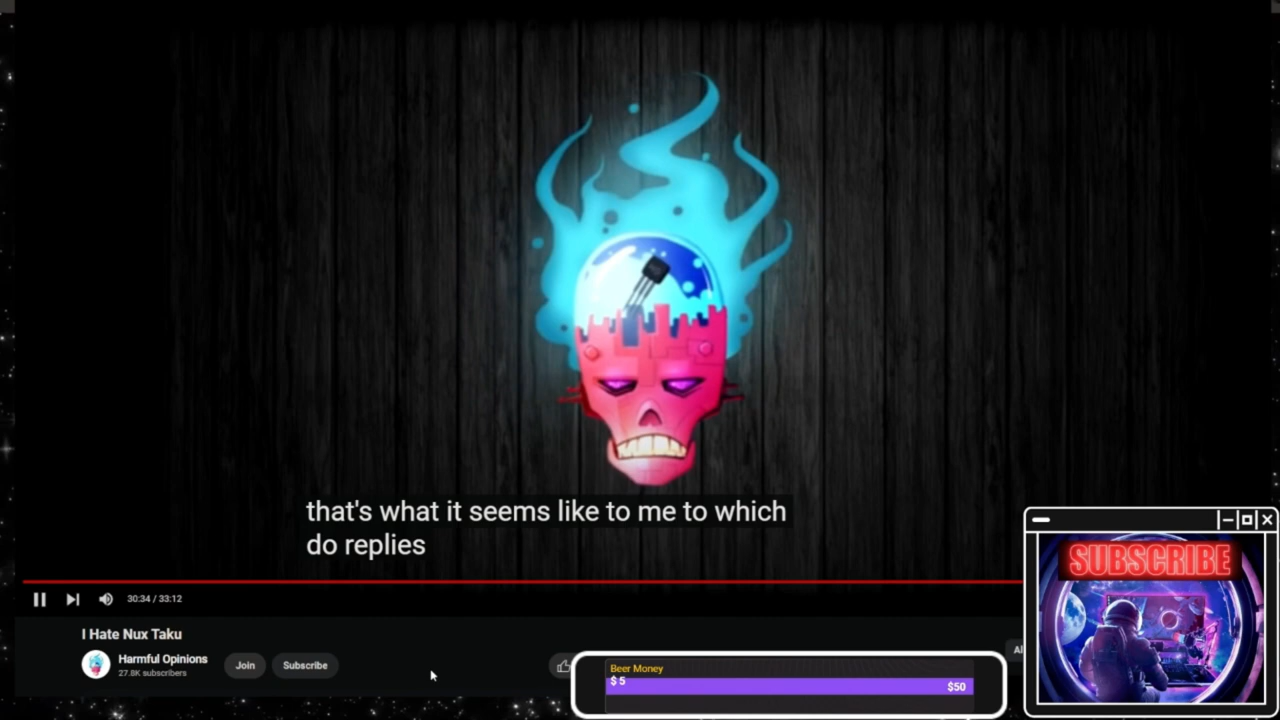 that's what it seems like to me to which
do replies
30:34 / 33:12
I Hate Nux Taku
Harmful Opinions
27.8K subscribers
Join
Subscribe
Al
Beer Money
$ 5
$50
SUBSCRIBE